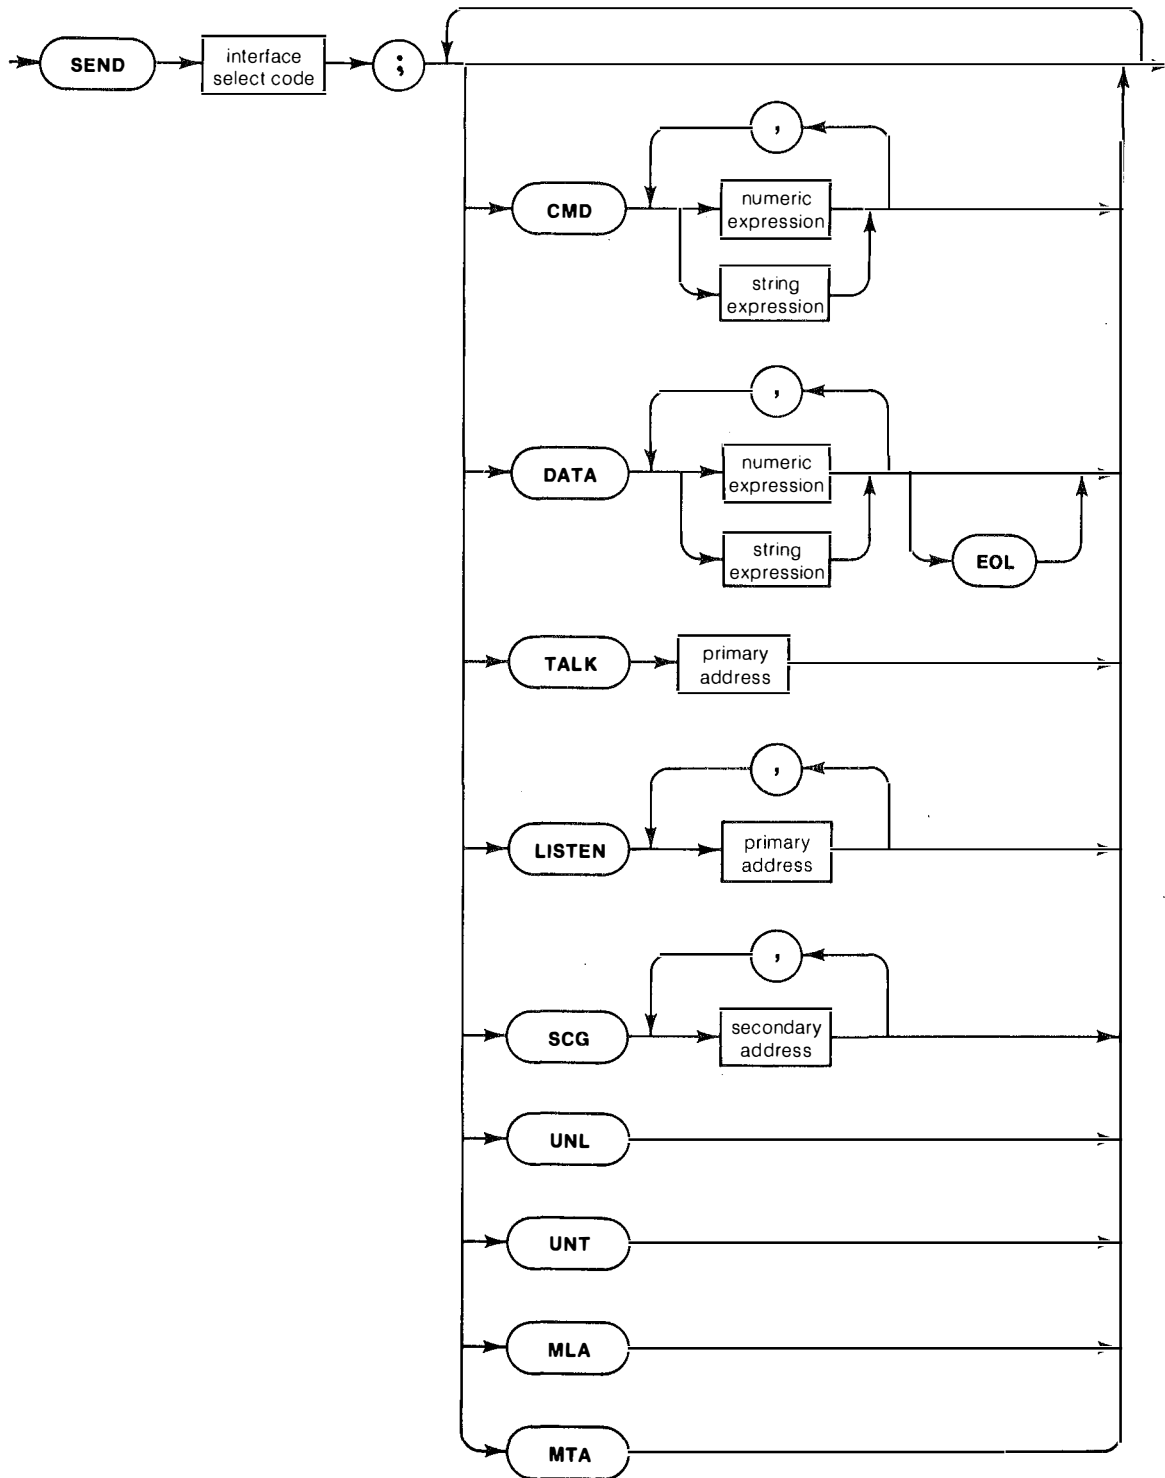 SEND
interface
select code
;
,
CMD
numeric
expression
string
expression
,
DATA
numeric
expression
string
expression
EOL
TALK
primary
address
,
LISTEN
primary
address
,
SCG
secondary
address
UNL
UNT
MLA
MTA